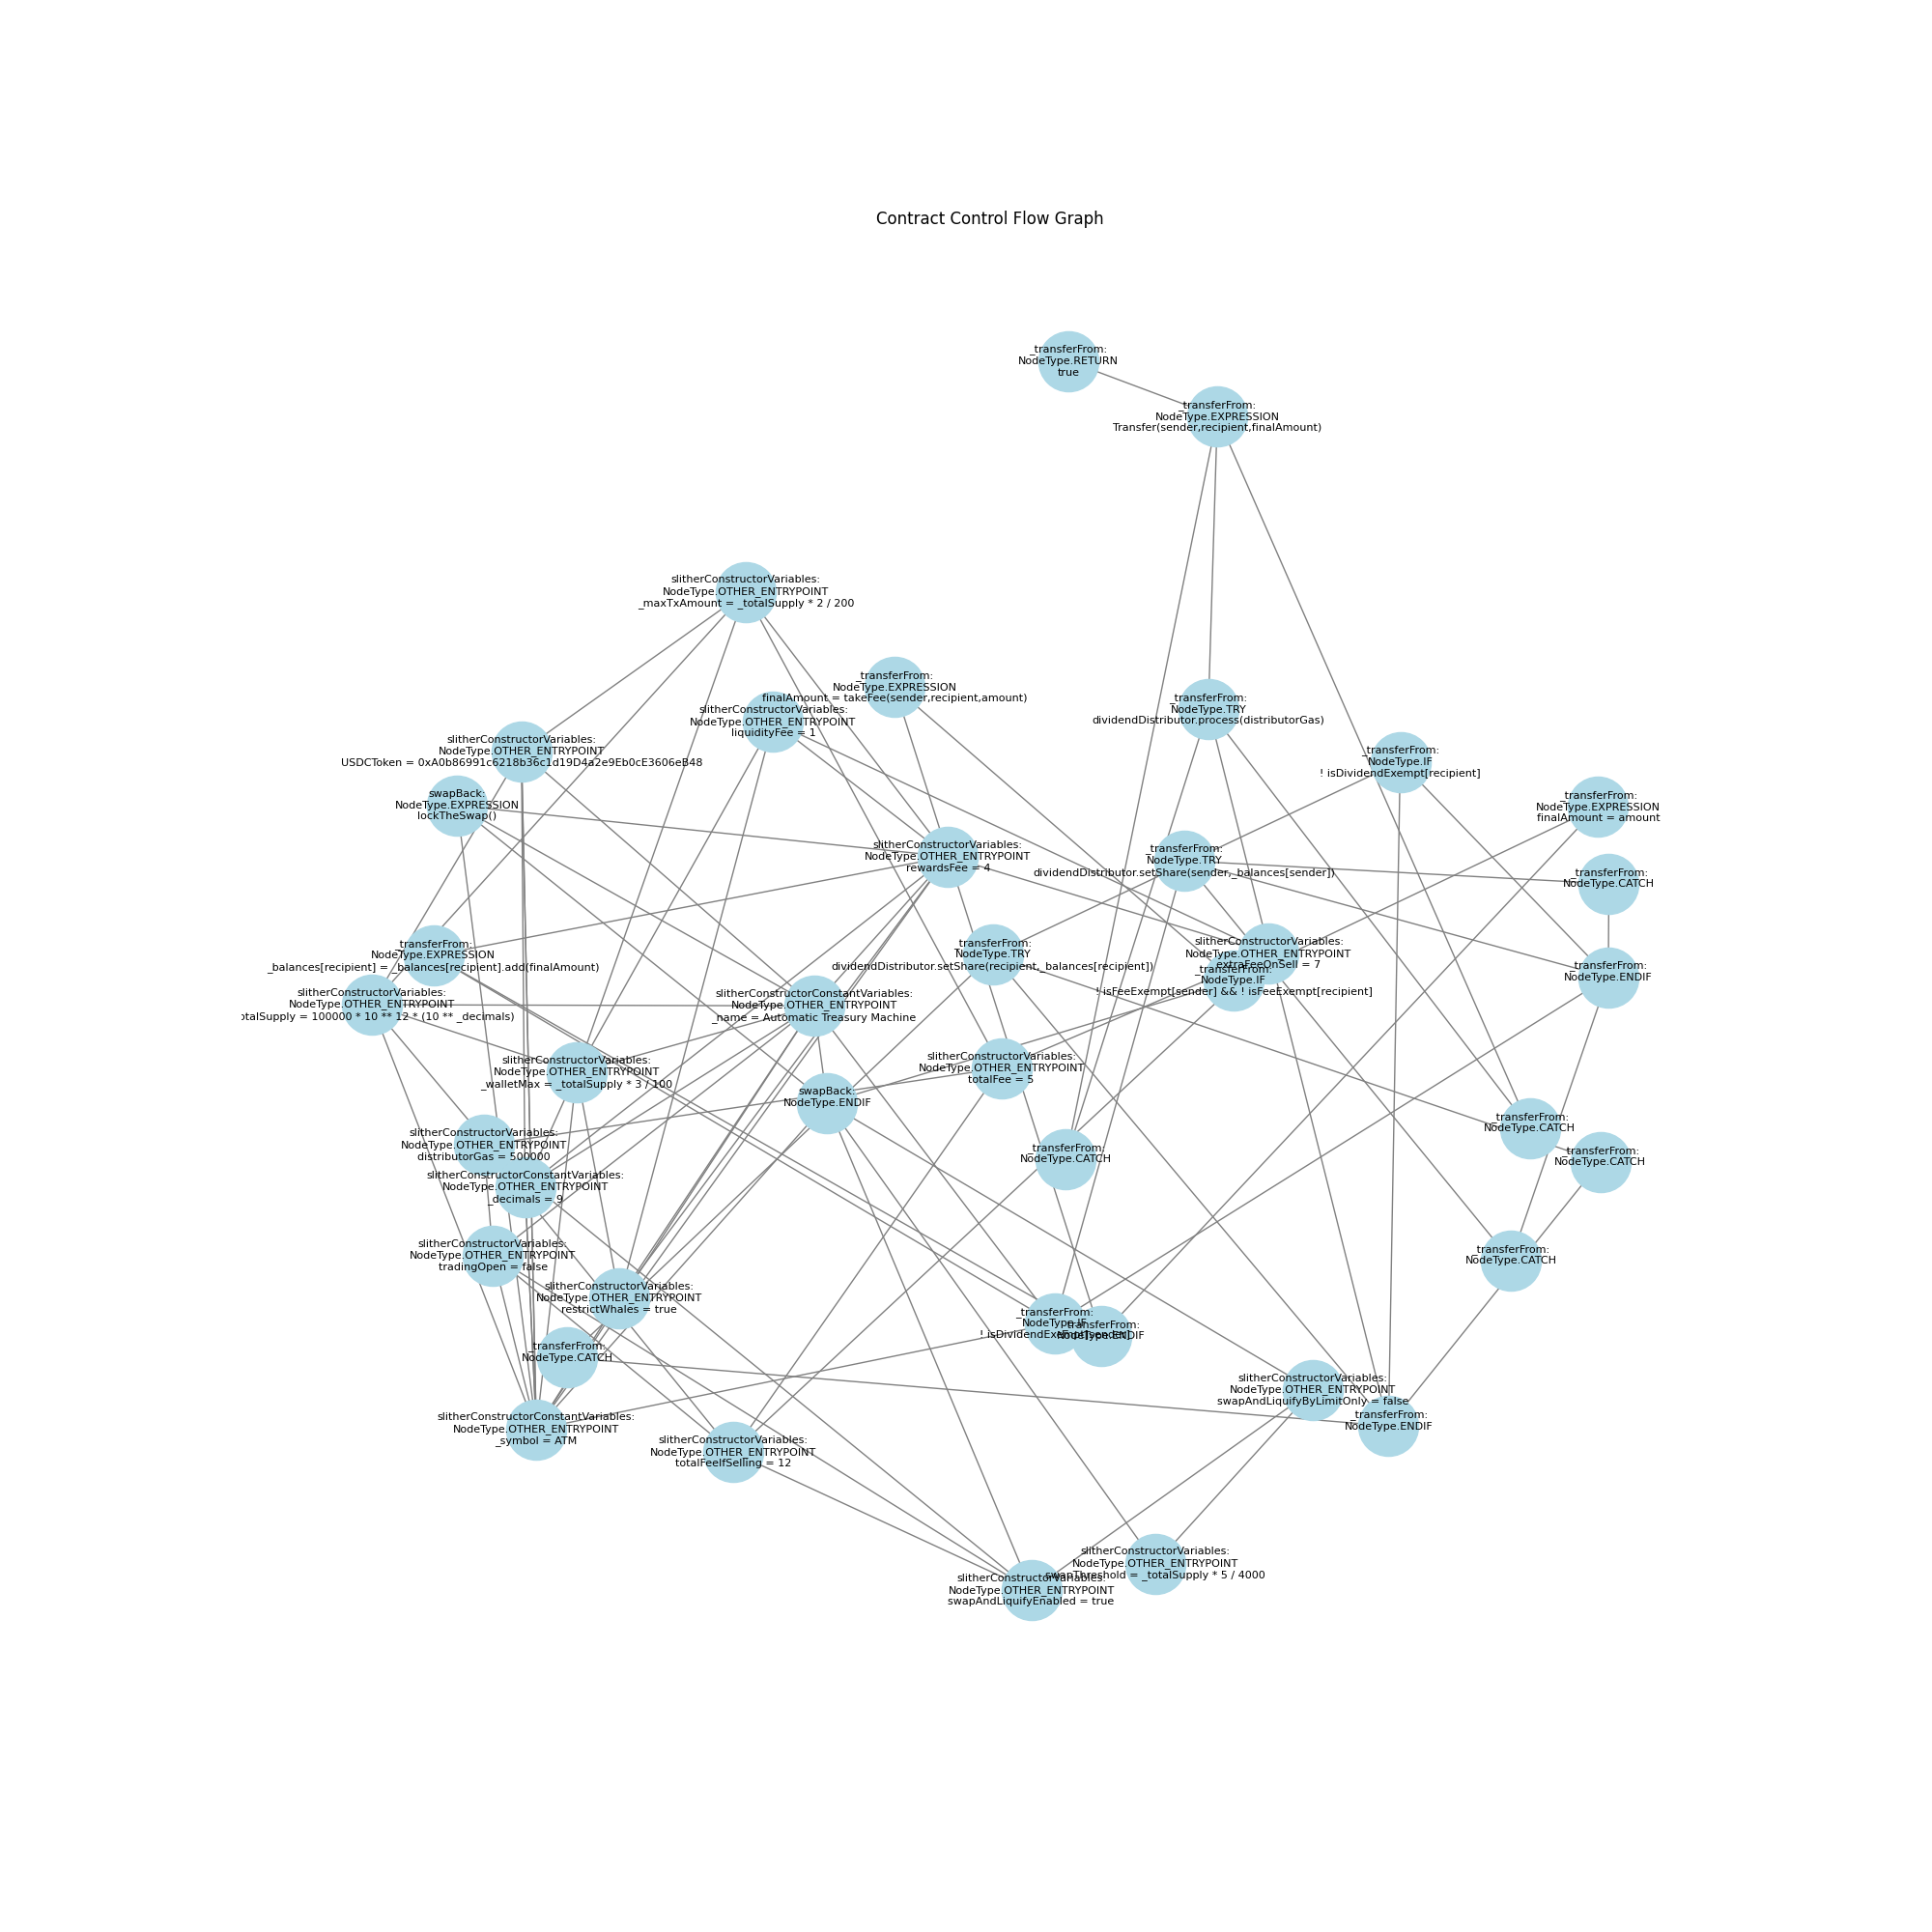 Contract Control Flow Graph
_transferFrom:
NodeType.RETURN
true
_transferFrom:
NodeType.EXPRESSION
Transfer(sender,recipient,finalAmount)
slitherConstructorVariables:
NodeType.OTHER_ENTRYPOINT
_maxTxAmount = _totalSupply * 2 / 200
_transferFrom:
NodeType.EXPRESSION
finalAmount = takeFee(sender,recipient,amount)
slitherConstructorVariables:
NodeType.OTHER_ENTRYPOINT
liquidityFee = 1
_transferFrom:
NodeType.TRY
dividendDistributor.process(distributorGas)
slitherConstructorVariables:
NodeType.OTHER_ENTRYPOINT
USDCToken = 0xA0b86991c6218b36c1d19D4a2e9Eb0cE3606eB48
_transferFrom:
NodeType.IF
! isDividendExempt[recipient]
swapBack:
NodeType.EXPRESSION
lockTheSwap()
_transferFrom:
NodeType.EXPRESSION
finalAmount = amount
slitherConstructorVariables:
NodeType.OTHER_ENTRYPOINT
rewardsFee = 4
_transferFrom:
NodeType.TRY
dividendDistributor.setShare(sender,_balances[sender])
_transferFrom:
NodeType.CATCH
_transferFrom:
NodeType.EXPRESSION
_balances[recipient] = _balances[recipient].add(finalAmount)
_transferFrom:
NodeType.TRY
dividendDistributor.setShare(recipient,_balances[recipient])
slitherConstructorVariables:
NodeType.OTHER_ENTRYPOINT
extraFeeOnSell = 7
_transferFrom:
NodeType.IF
! isFeeExempt[sender] && ! isFeeExempt[recipient]
_transferFrom:
NodeType.ENDIF
slitherConstructorVariables:
NodeType.OTHER_ENTRYPOINT
otalSupply = 100000 * 10 ** 12 * (10 ** _decimals)
slitherConstructorConstantVariables:
NodeType.OTHER_ENTRYPOINT
_name = Automatic Treasury Machine
slitherConstructorVariables:
NodeType.OTHER_ENTRYPOINT
_walletMax = _totalSupply * 3 / 100
slitherConstructorVariables:
NodeType.OTHER_ENTRYPOINT
totalFee = 5
swapBack:
NodeType.ENDIF
slitherConstructorVariables:
NodeType.OTHER_ENTRYPOINT
distributorGas = 500000
_transferFrom:
NodeType.CATCH
_transferFrom:
NodeType.CATCH
_transferFrom:
NodeType.CATCH
slitherConstructorConstantVariables:
NodeType.OTHER_ENTRYPOINT
_decimals = 9
slitherConstructorVariables:
NodeType.OTHER_ENTRYPOINT
tradingOpen = false
_transferFrom:
NodeType.CATCH
slitherConstructorVariables:
NodeType.OTHER_ENTRYPOINT
restrictWhales = true
_transferFrom:
NodeType.IF
! isDividendExempt[sender]
_transferFrom:
NodeType.ENDIF
_transferFrom:
NodeType.CATCH
slitherConstructorVariables:
NodeType.OTHER_ENTRYPOINT
swapAndLiquifyByLimitOnly = false
_transferFrom:
NodeType.ENDIF
slitherConstructorConstantVariables:
NodeType.OTHER_ENTRYPOINT
_symbol = ATM
slitherConstructorVariables:
NodeType.OTHER_ENTRYPOINT
totalFeeIfSelling = 12
slitherConstructorVariables:
NodeType.OTHER_ENTRYPOINT
swapThreshold = _totalSupply * 5 / 4000
slitherConstructorVariables:
NodeType.OTHER_ENTRYPOINT
swapAndLiquifyEnabled = true